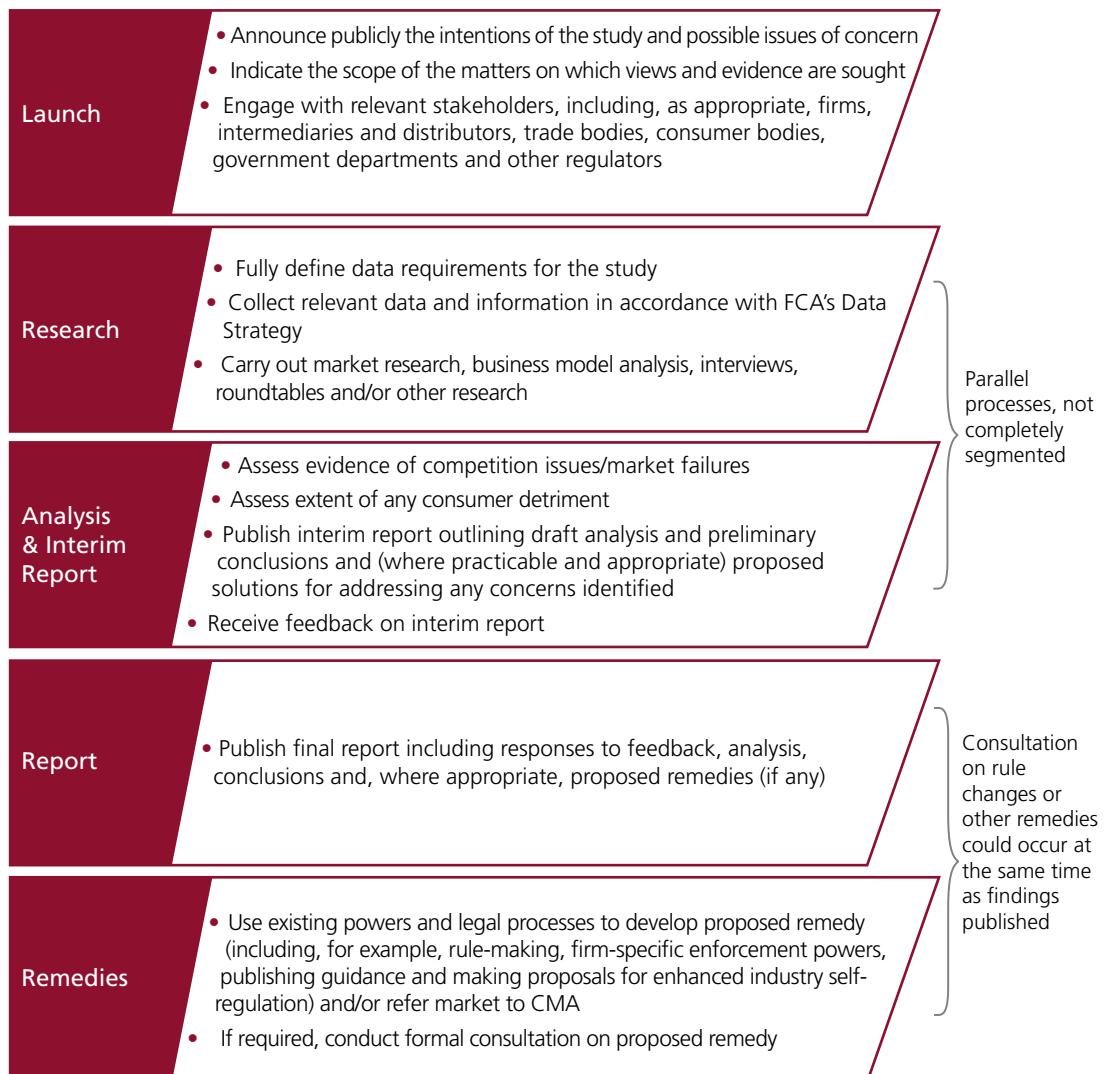 Launch
• Announce publicly the intentions of the study and possible issues of concern
• Indicate the scope of the matters on which views and evidence are sought
• Engage with relevant stakeholders, including, as appropriate, firms,
intermediaries and distributors, trade bodies, consumer bodies,
government departments and other regulators
Research
• Fully define data requirements for the study
• Collect relevant data and information in accordance with FCA's Data
Strategy
• Carry out market research, business model analysis, interviews,
roundtables and/or other research
Analysis
& Interim
Report
• Assess evidence of competition issues/market failures
• Assess extent of any consumer detriment
• Publish interim report outlining draft analysis and preliminary
conclusions and (where practicable and appropriate) proposed
solutions for addressing any concerns identified
• Receive feedback on interim report
Parallel
processes, not
completely
segmented
Report
• Publish final report including responses to feedback, analysis,
conclusions and, where appropriate, proposed remedies (if any)
Remedies
• Use existing powers and legal processes to develop proposed remedy
(including, for example, rule-making, firm-specific enforcement powers,
publishing guidance and making proposals for enhanced industry self-
regulation) and/or refer market to CMA
• If required, conduct formal consultation on proposed remedy
Consultation
on rule
changes or
other remedies
could occur at
the same time
as findings
published